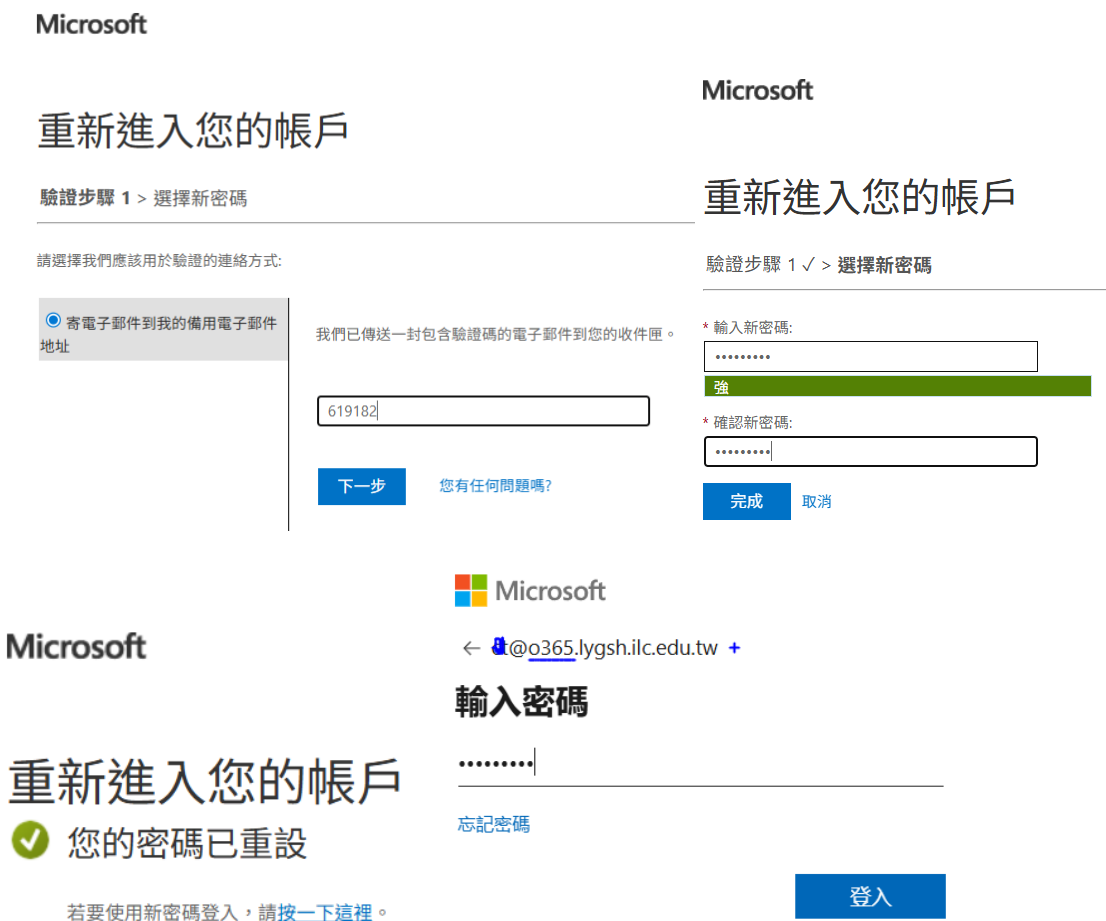 Microsoft
重新進入您的帳戶
驗證步驟 1 > 選擇新密碼
請選擇我們應該用於驗證的連絡方式:
寄電子郵件到我的備用電子郵件
地址
我們已傳送一封包含驗證碼的電子郵件到您的收件匣。
619182
下一步
您有任何問題嗎?
Microsoft
重新進入您的帳戶
驗證步驟 1 ✓ > 選擇新密碼
* 輸入新密碼:
•••••••••
強
* 確認新密碼:
•••••••••
完成
取消
Microsoft
重新進入您的帳戶
您的密碼已重設
若要使用新密碼登入，請按一下這裡。
Microsoft
← t@o365.lygsh.ilc.edu.tw +
輸入密碼
•••••••••
忘記密碼
登入